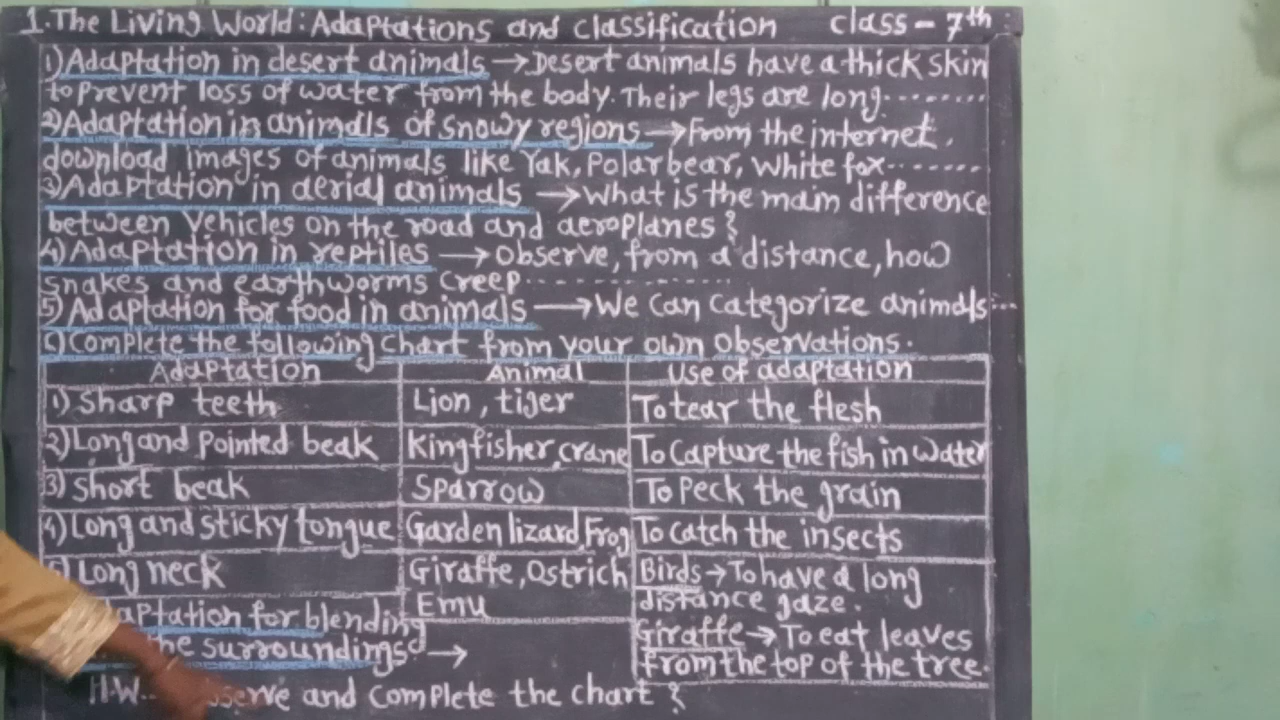 1. The Living World: Adaptations and classification class - 7th
1) Adaptation in desert animals → Desert animals have a thick skin
to prevent loss of water from the body. Their legs are long.........
2) Adaptation in animals of snowy regions → From the internet,
download images of animals like Yak, Polar bear, White fox........
3) Adaptation in aerial animals → What is the main difference
between vehicles on the road and aeroplanes?
4) Adaptation in reptiles → Observe, from a distance, how
snakes and earthworms creep...............
5) Adaptation for food in animals → We can categorize animals...
6) Complete the following chart from your own observations.
Adaptation Animal Use of adaptation
1) Sharp teeth Lion, tiger To tear the flesh
2) Long and pointed beak Kingfisher, crane To capture the fish in water
3) Short beak Sparrow To peck the grain
4) Long and sticky tongue Garden lizard, Frog To catch the insects
5) Long neck Giraffe, Ostrich Birds → To have a long
Emu distance gaze.
for blending Giraffe → To eat leaves
surroundings → from the top of the tree.
H.W. and complete the chart?